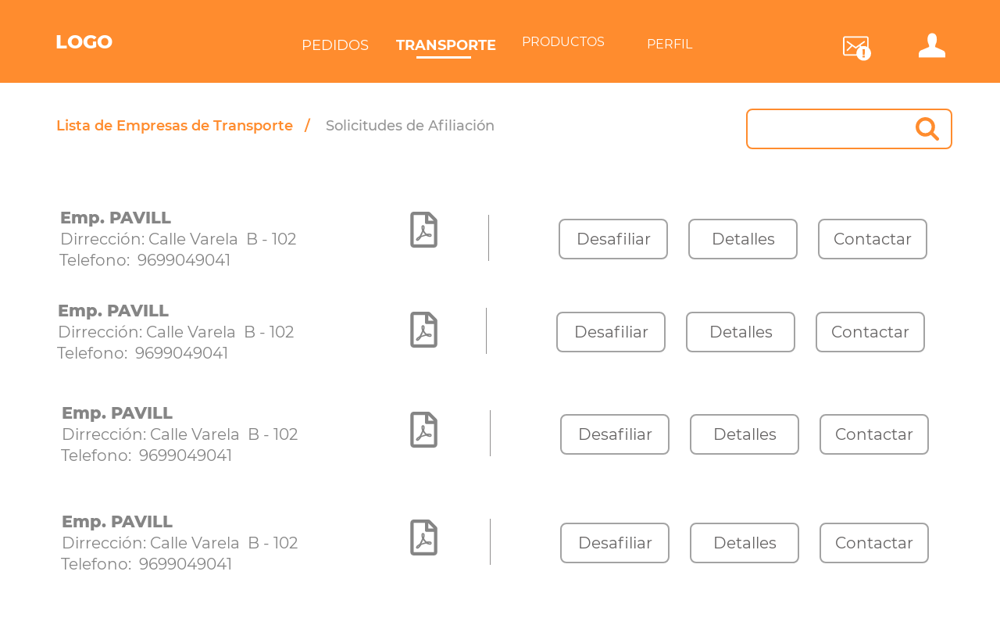 LOGO
PEDIDOS TRANSPORTE PRODUCTOS PERFIL
Lista de Empresas de Transporte / Solicitudes de Afiliación
Emp. PAVILL
Dirrección: Calle Varela B - 102
Telefono: 9699049041
Desafiliar Detalles Contactar
Emp. PAVILL
Dirrección: Calle Varela B - 102
Telefono: 9699049041
Desafiliar Detalles Contactar
Emp. PAVILL
Dirrección: Calle Varela B - 102
Telefono: 9699049041
Desafiliar Detalles Contactar
Emp. PAVILL
Dirrección: Calle Varela B - 102
Telefono: 9699049041
Desafiliar Detalles Contactar